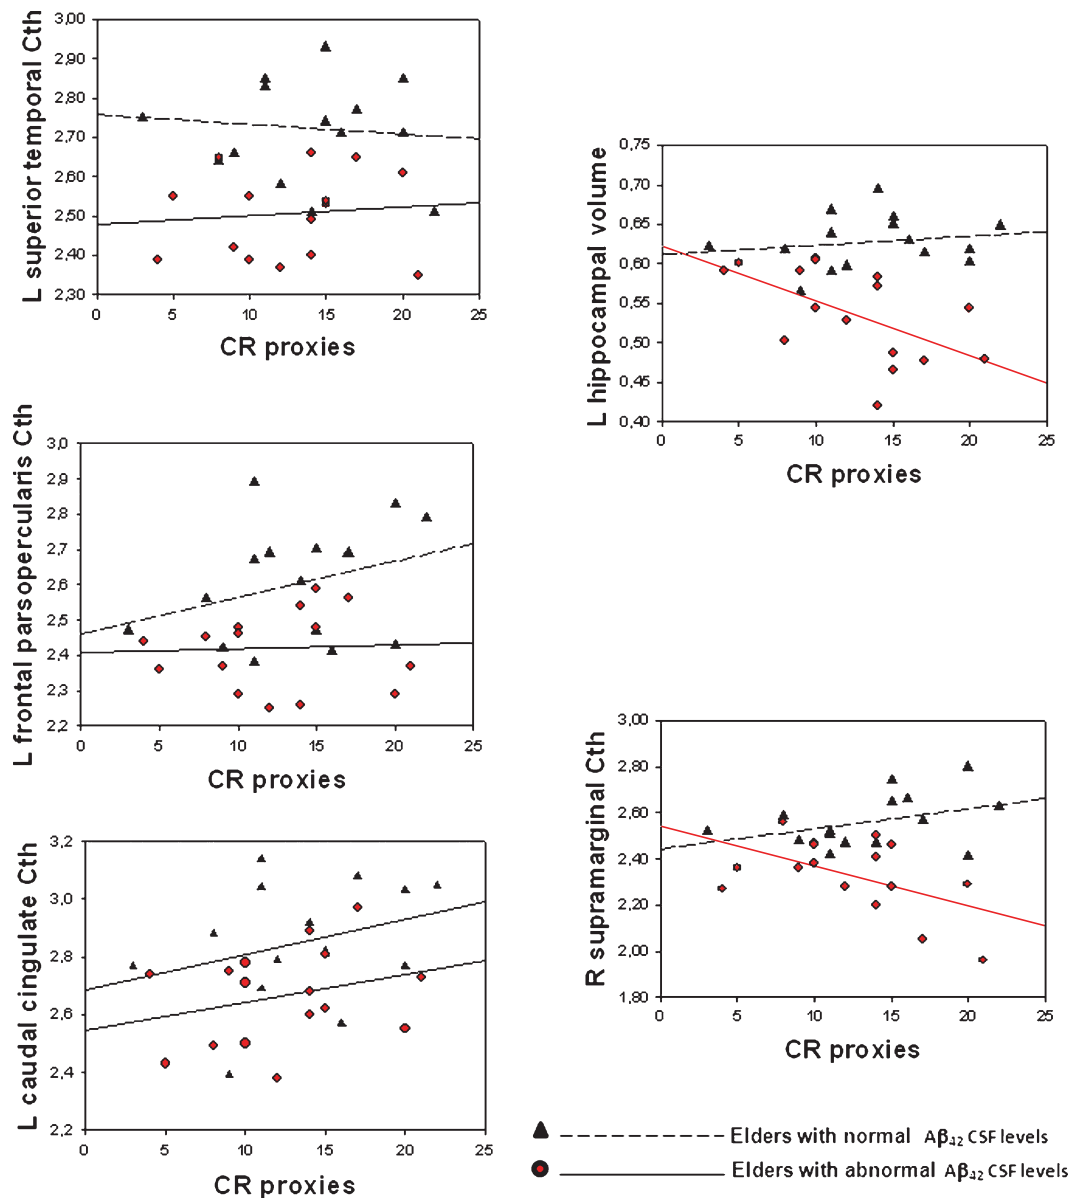 L superior temporal Cth
3,00
2,90
2,80
2,70
2,60
2,50
2,40
2,30
0 5 10 15 20 25
CR proxies
L hippocampal volume
0,75
0,70
0,65
0,60
0,55
0,50
0,45
0,40
0 5 10 15 20 25
CR proxies
L frontal parsopercularis Cth
3,0
2,9
2,8
2,7
2,6
2,5
2,4
2,3
2,2
0 5 10 15 20 25
CR proxies
R supramarginal Cth
3,00
2,80
2,60
2,40
2,20
2,00
1,80
0 5 10 15 20 25
CR proxies
L caudal cingulate Cth
3,2
3,0
2,8
2,6
2,4
2,2
0 5 10 15 20 25
CR proxies
Elders with normal Aβ₄₂ CSF levels
Elders with abnormal Aβ₄₂ CSF levels